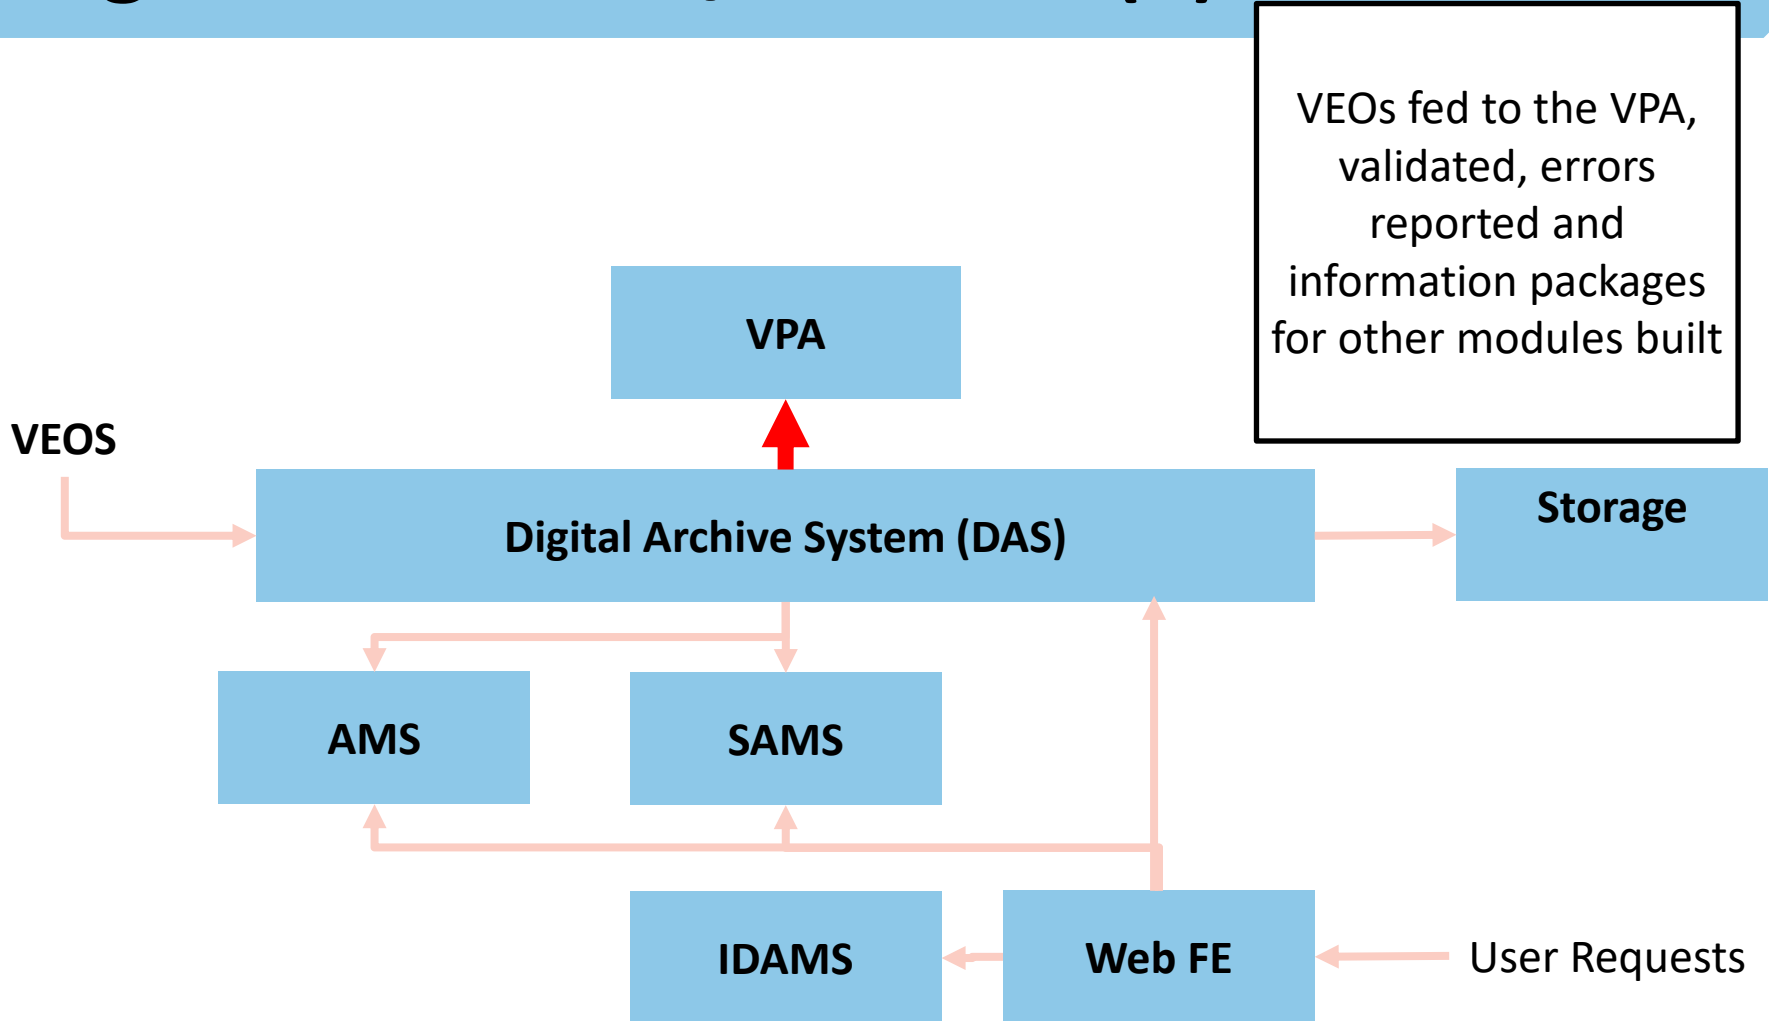 VEOs fed to the VPA,
validated, errors
reported and
information packages
for other modules built
VPA
VEOS
Digital Archive System (DAS)
Storage
AMS
SAMS
IDAMS
Web FE
User Requests